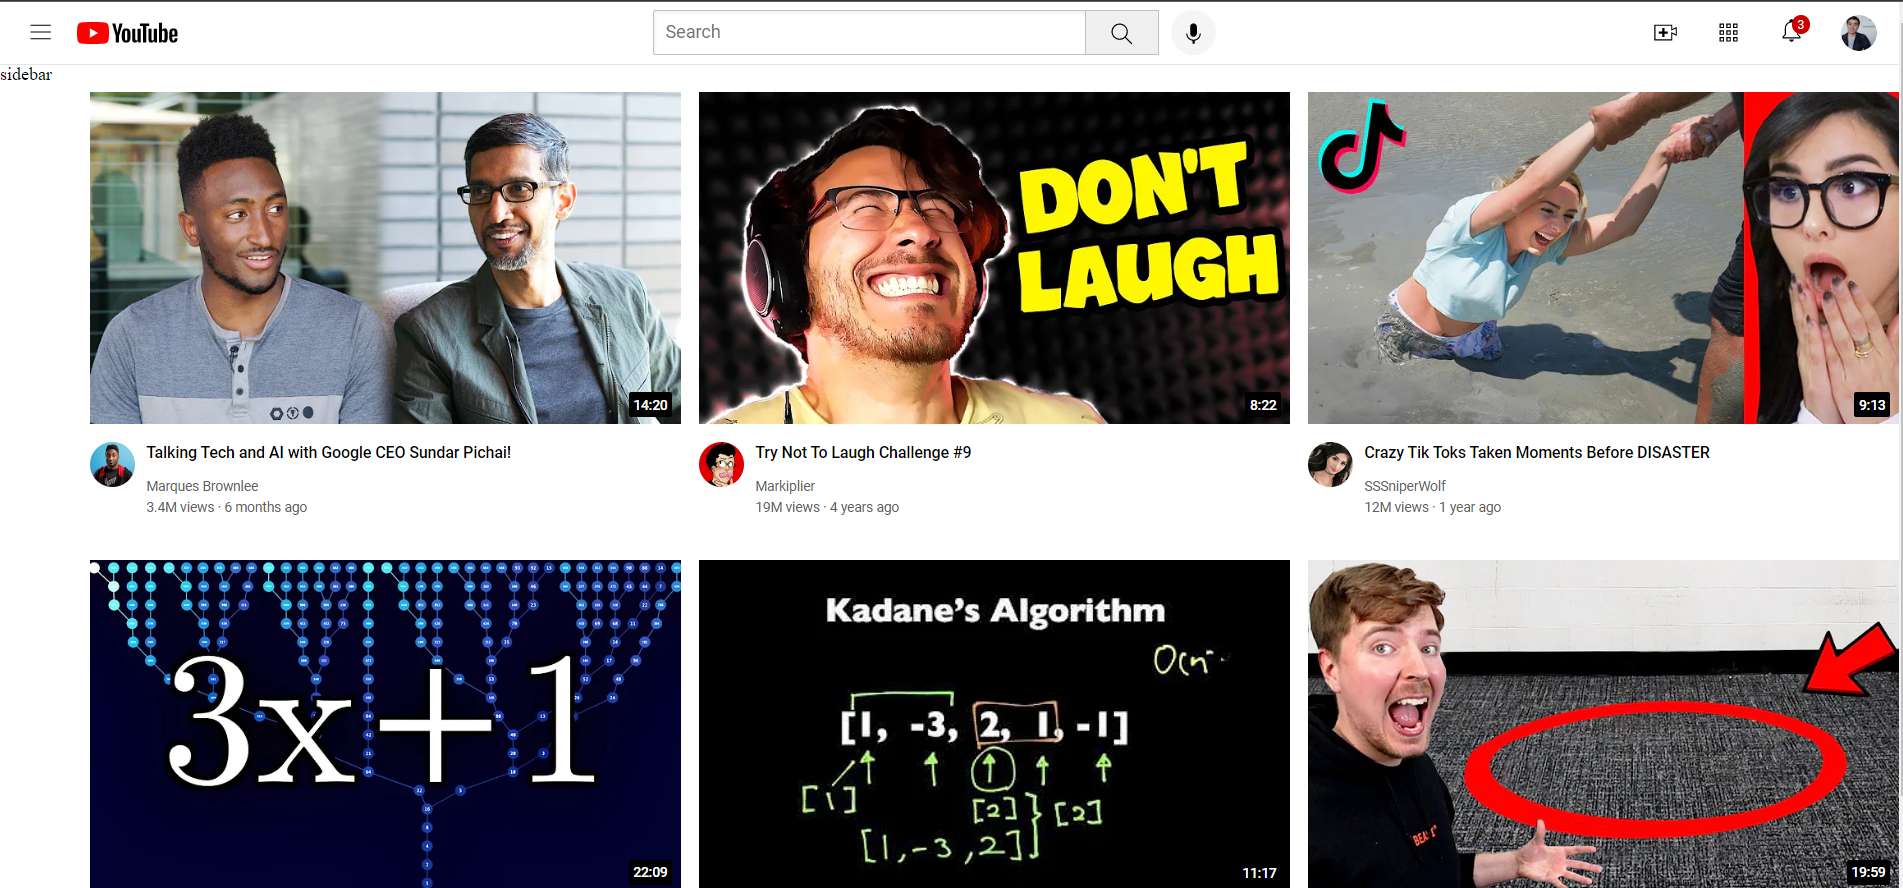 YouTube
Search
3
sidebar
DON'T
LAUGH
14:20
8:22
9:13
Talking Tech and AI with Google CEO Sundar Pichai!
Marques Brownlee
3.4M views · 6 months ago
Try Not To Laugh Challenge #9
Markiplier
19M views · 4 years ago
Crazy Tik Toks Taken Moments Before DISASTER
SSSniperWolf
12M views · 1 year ago
3x+1
22:09
Kadane's Algorithm
[1, -3, 2, 1, -1]
[1]
[2]
[2]
[1, -3, 2]
11:17
19:59